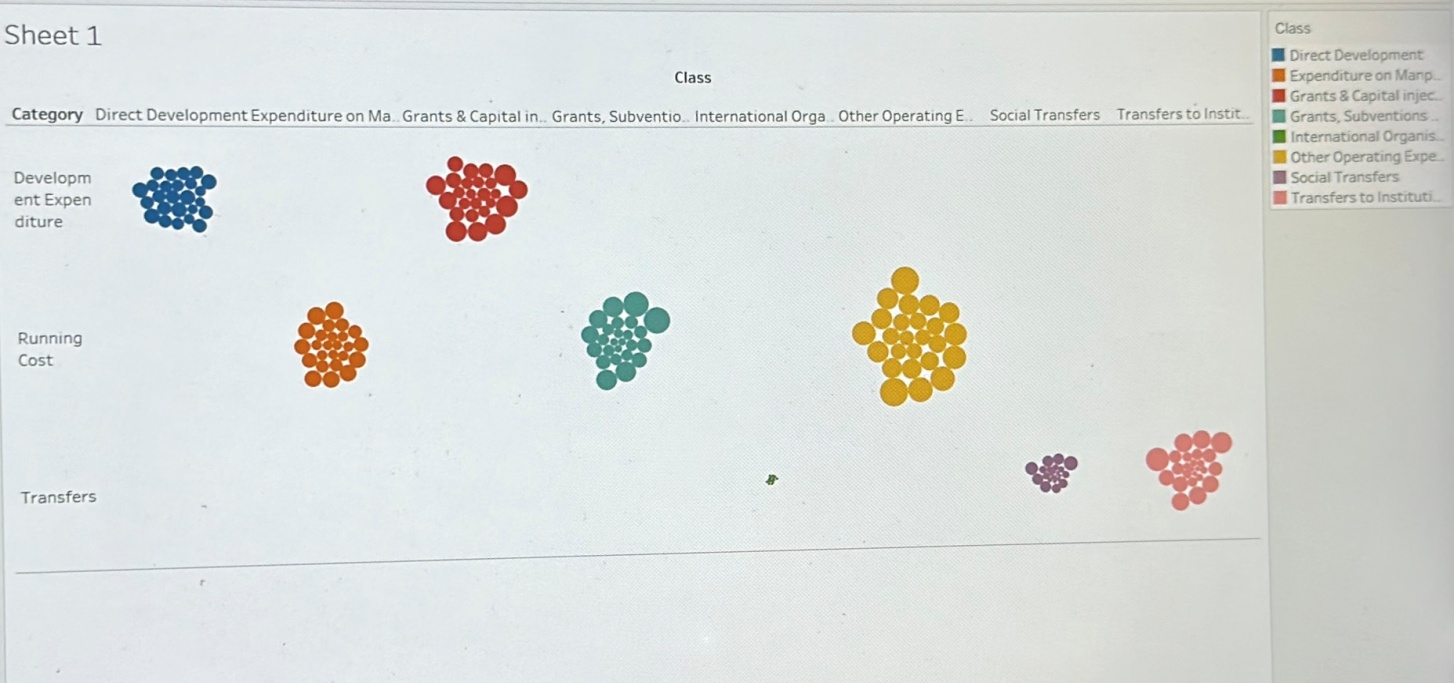 Sheet 1
Class
Category Direct Development Expenditure on Ma.. Grants & Capital in.. Grants, Subventio.. International Orga.. Other Operating E.. Social Transfers Transfers to Instit..
Developm
ent Expen
diture
Running
Cost
Transfers
Class
Direct Development
Expenditure on Manp..
Grants & Capital injec..
Grants, Subventions ..
International Organis..
Other Operating Expe..
Social Transfers
Transfers to Instituti..